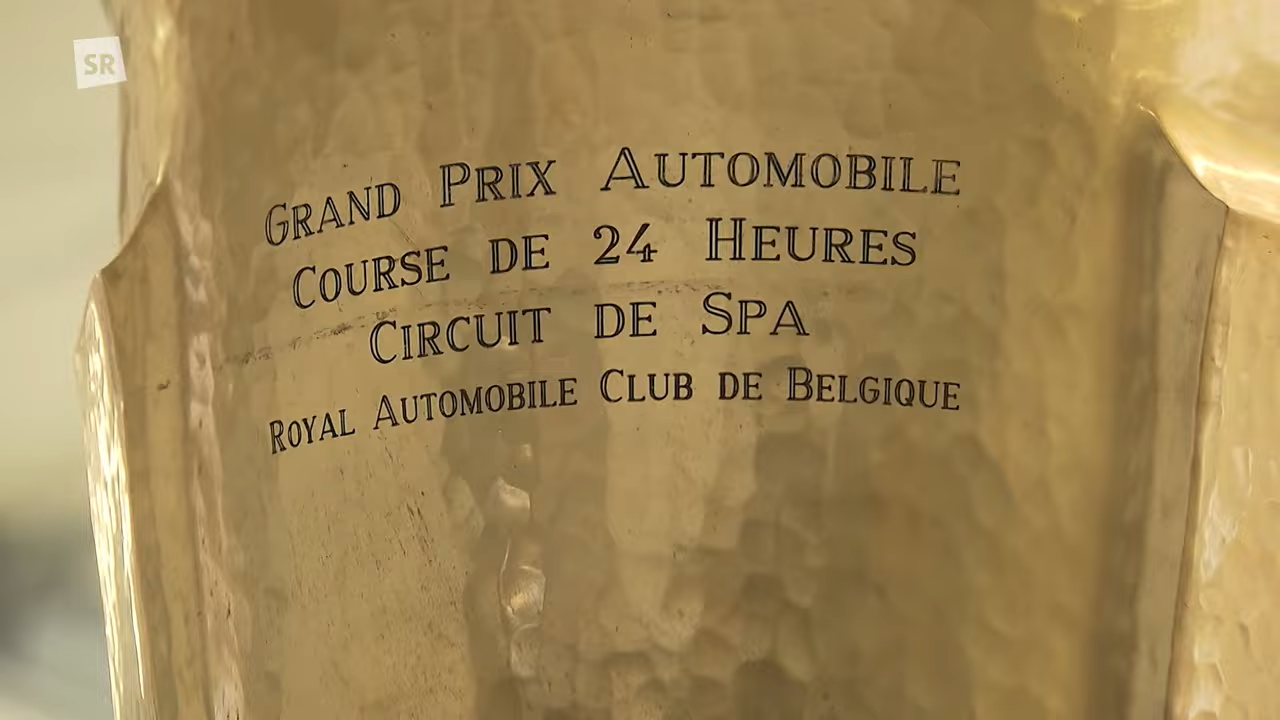 SR
Grand Prix Automobile
Course de 24 Heures
Circuit de Spa
Royal Automobile Club de Belgique